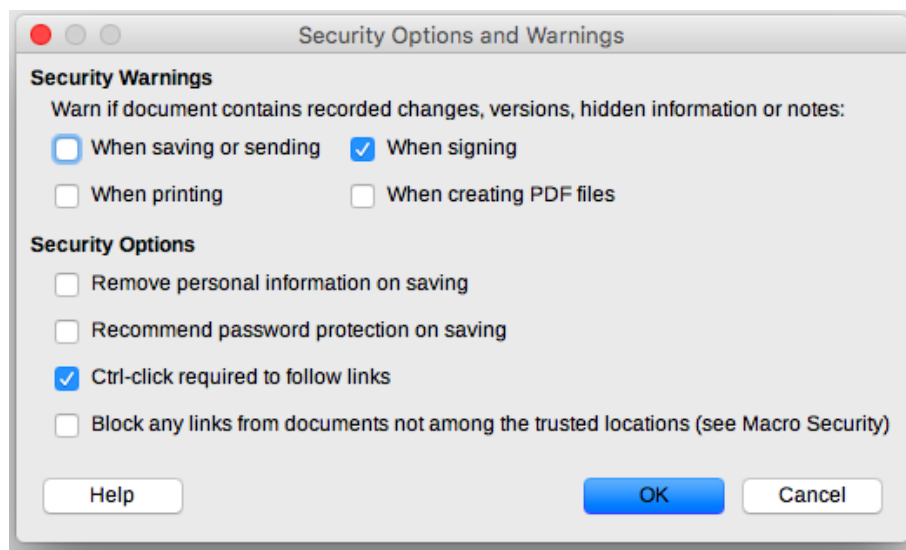 Security Options and Warnings
Security Warnings
Warn if document contains recorded changes, versions, hidden information or notes:
When saving or sending When signing
When printing When creating PDF files
Security Options
Remove personal information on saving
Recommend password protection on saving
Ctrl-click required to follow links
Block any links from documents not among the trusted locations (see Macro Security)
Help OK Cancel